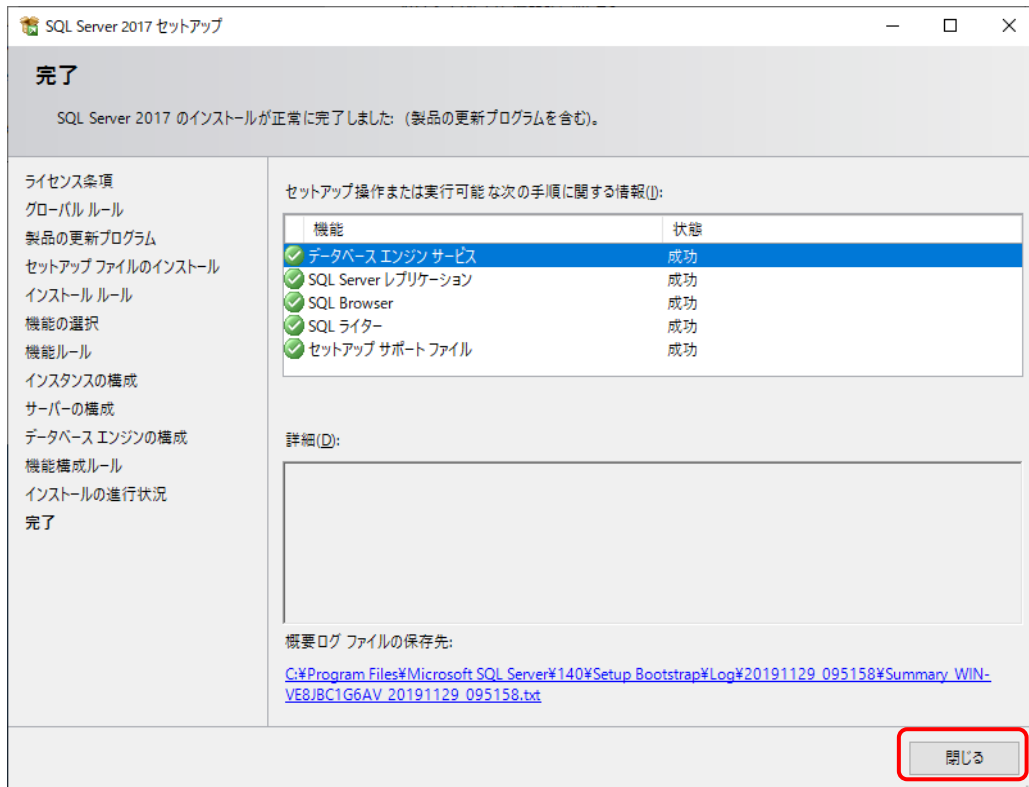 SQL Server 2017 セットアップ
完了
SQL Server 2017 のインストールが正常に完了しました: (製品の更新プログラムを含む)。
ライセンス条項
グローバル ルール
製品の更新プログラム
セットアップ ファイルのインストール
インストール ルール
機能の選択
機能ルール
インスタンスの構成
サーバーの構成
データベース エンジンの構成
機能構成ルール
インストールの進行状況
完了
セットアップ操作または実行可能な次の手順に関する情報(I):
機能 状態
データベース エンジン サービス 成功
SQL Server レプリケーション 成功
SQL Browser 成功
SQL ライター 成功
セットアップ サポート ファイル 成功
詳細(D):
概要ログ ファイルの保存先:
C:¥Program Files¥Microsoft SQL Server¥140¥Setup Bootstrap¥Log¥20191129_095158¥Summary_WIN-
VE8JBC1G6AV_20191129_095158.txt
閉じる